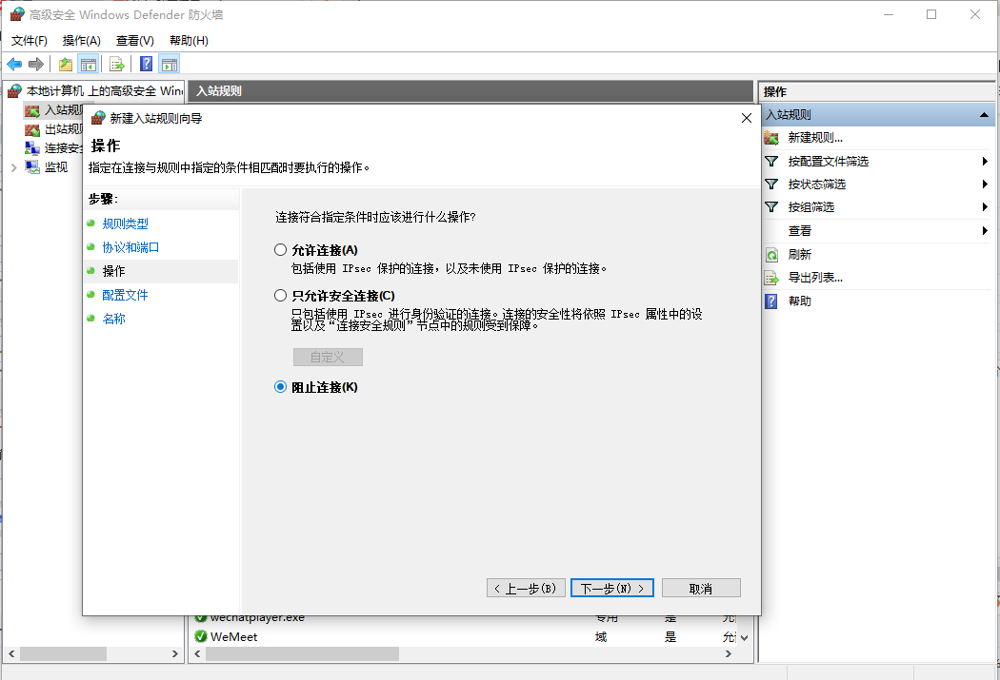 高级安全 Windows Defender 防火墙
文件(F) 操作(A) 查看(V) 帮助(H)
本地计算机 上的高级安全 Win
入站规则
出站规则
连接安全
监视
入站规则
新建入站规则向导
操作
指定在连接与规则中指定的条件相匹配时要执行的操作。
步骤:
规则类型
协议和端口
操作
配置文件
名称
连接符合指定条件时应该进行什么操作?
允许连接(A)
包括使用 IPsec 保护的连接，以及未使用 IPsec 保护的连接。
只允许安全连接(C)
只包括使用 IPsec 进行身份验证的连接。连接的安全性将依照 IPsec 属性中的设
置以及“连接安全规则”节点中的规则受到保障。
自定义
阻止连接(K)
< 上一步(B) 下一步(N) > 取消
wechatplayer.exe 专用 是 允
WeMeet 域 是 允
操作
入站规则
新建规则...
按配置文件筛选
按状态筛选
按组筛选
查看
刷新
导出列表...
帮助